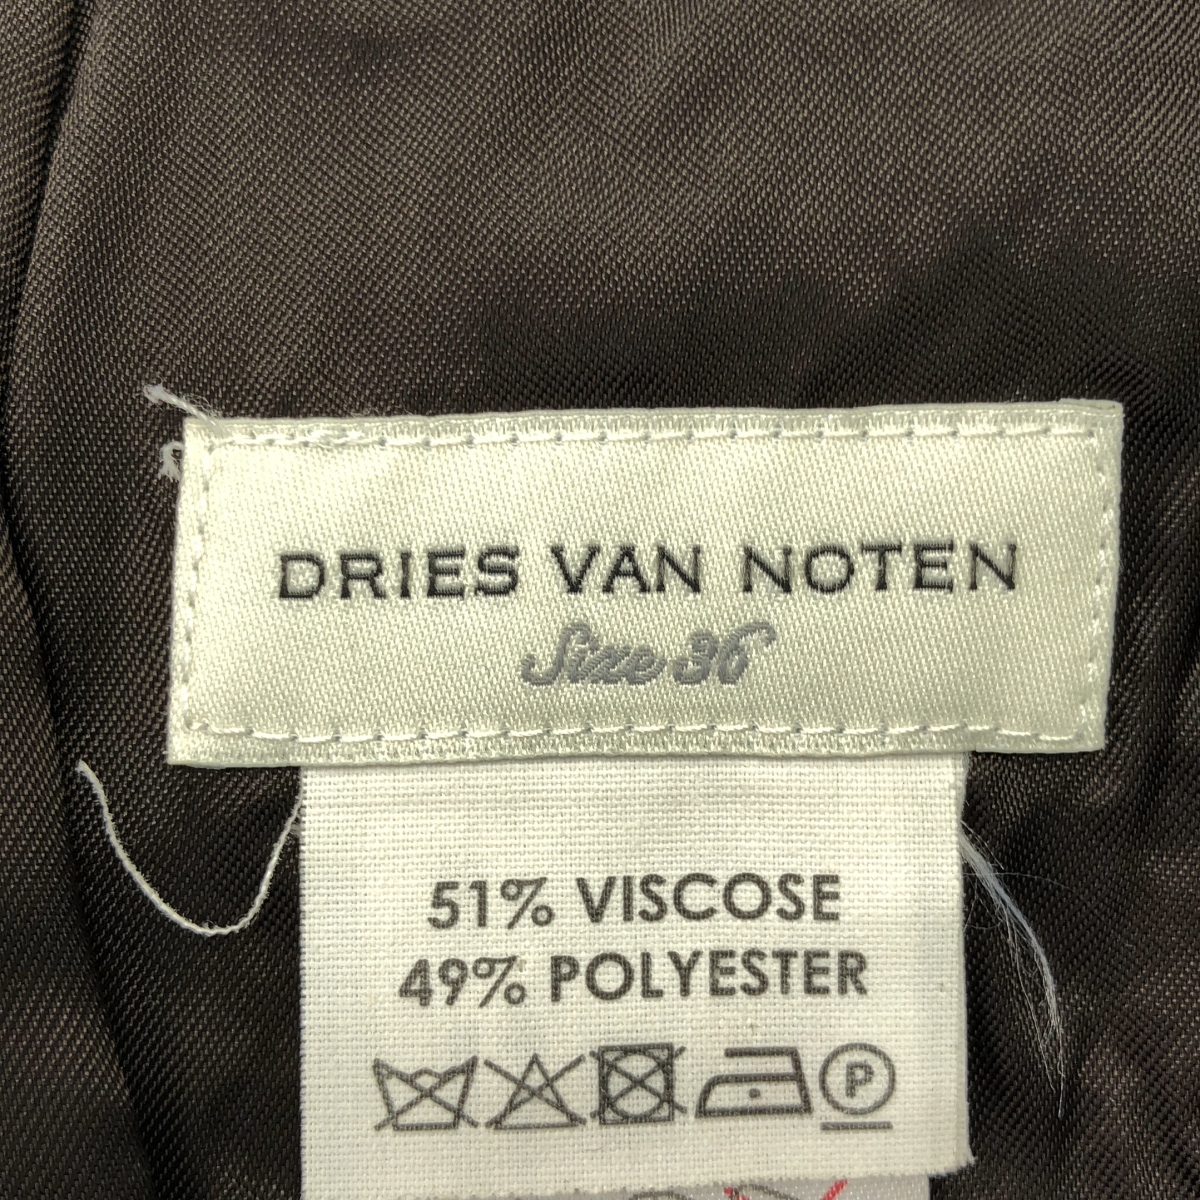 DRIES VAN NOTEN
Size 36
51% VISCOSE
49% POLYESTER
P